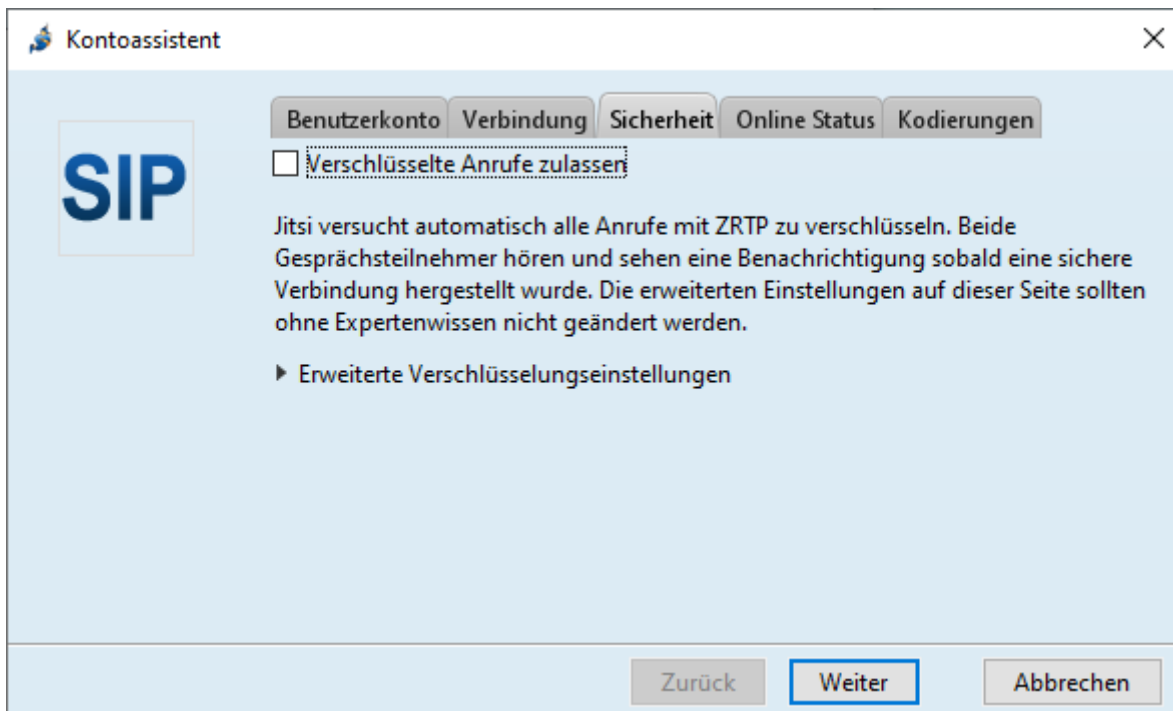 Kontoassistent
Benutzerkonto Verbindung Sicherheit Online Status Kodierungen
SIP
Verschlüsselte Anrufe zulassen
Jitsi versucht automatisch alle Anrufe mit ZRTP zu verschlüseln. Beide
Gesprächsteilnehmer hören und sehen eine Benachrichtigung sobald eine sichere
Verbindung hergestellt wurde. Die erweiterten Einstellungen auf dieser Seite sollten
ohne Expertenwissen nicht geändert werden.
Erweiterte Verschlüsselungseinstellungen
Zurück Weiter Abbrechen